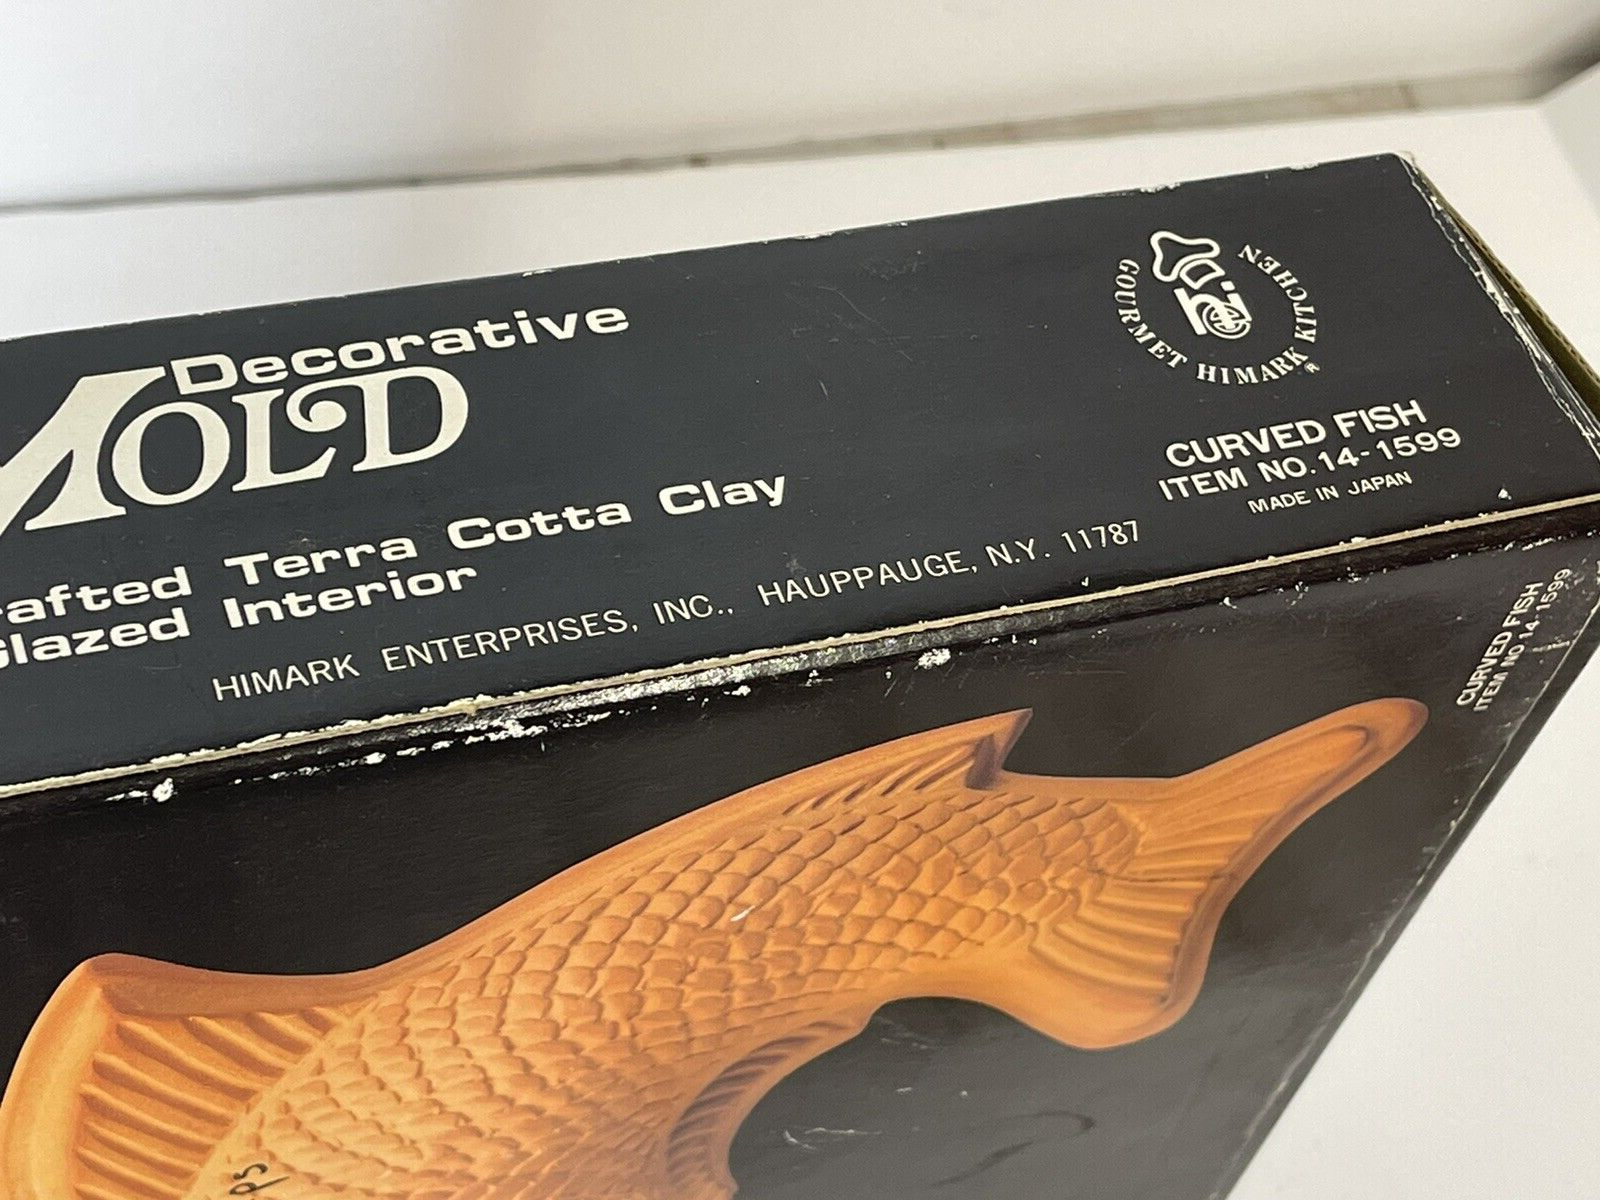 Decorative
MOLD
Terra Cotta Clay
Glazed Interior
HIMARK ENTERPRISES, INC., HAUPPAUGE, N.Y. 11787
GOURMET HIMARK KITCHEN ®
hi.
CURVED FISH
ITEM NO. 14-1599
MADE IN JAPAN
CURVED FISH
ITEM NO. 14-1599